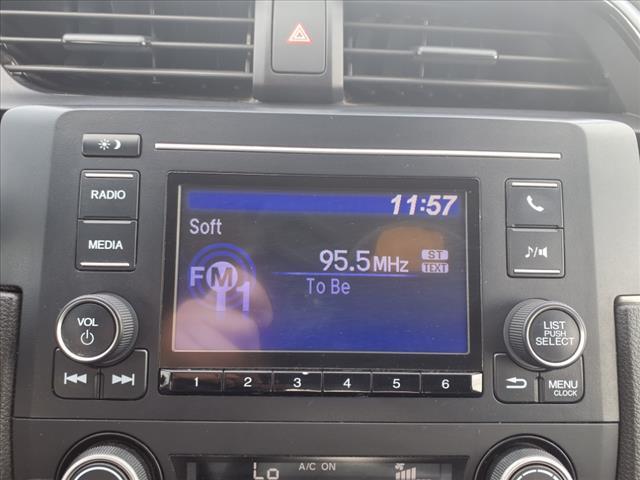 RADIO
MEDIA
VOL
11:57
Soft
95.5 MHz
ST
TEXT
FM
1
To Be
LIST
PUSH
SELECT
1 2 3 4 5 6
MENU
CLOCK
Lo
A/C ON